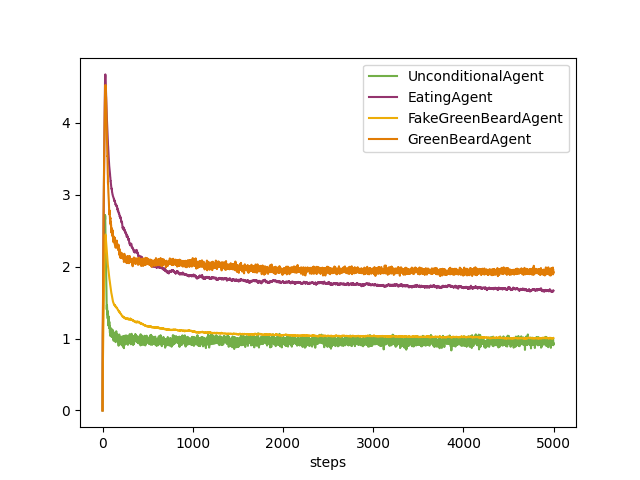 UnconditionalAgent
EatingAgent
FakeGreenBeardAgent
GreenBeardAgent
4
3
2
1
0
0 1000 2000 3000 4000 5000
steps